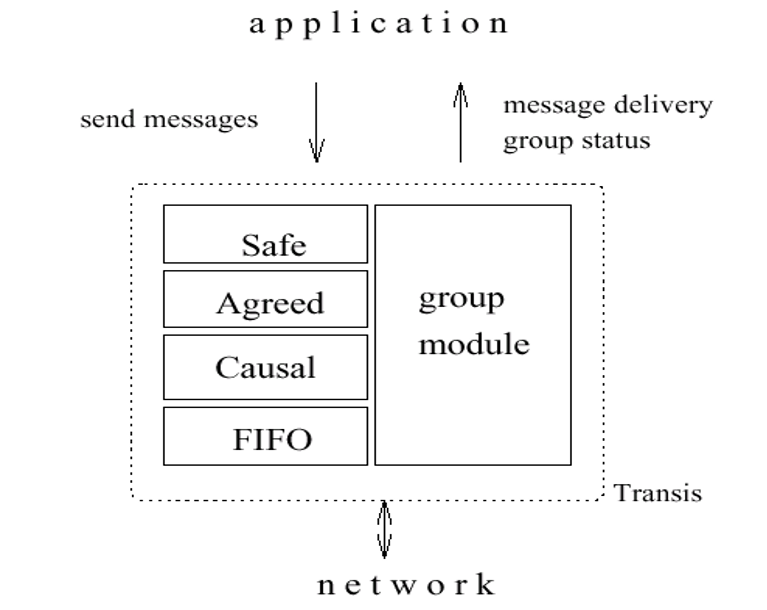 application
send messages
message delivery
group status
Safe
Agreed
Causal
FIFO
group
module
Transis
network